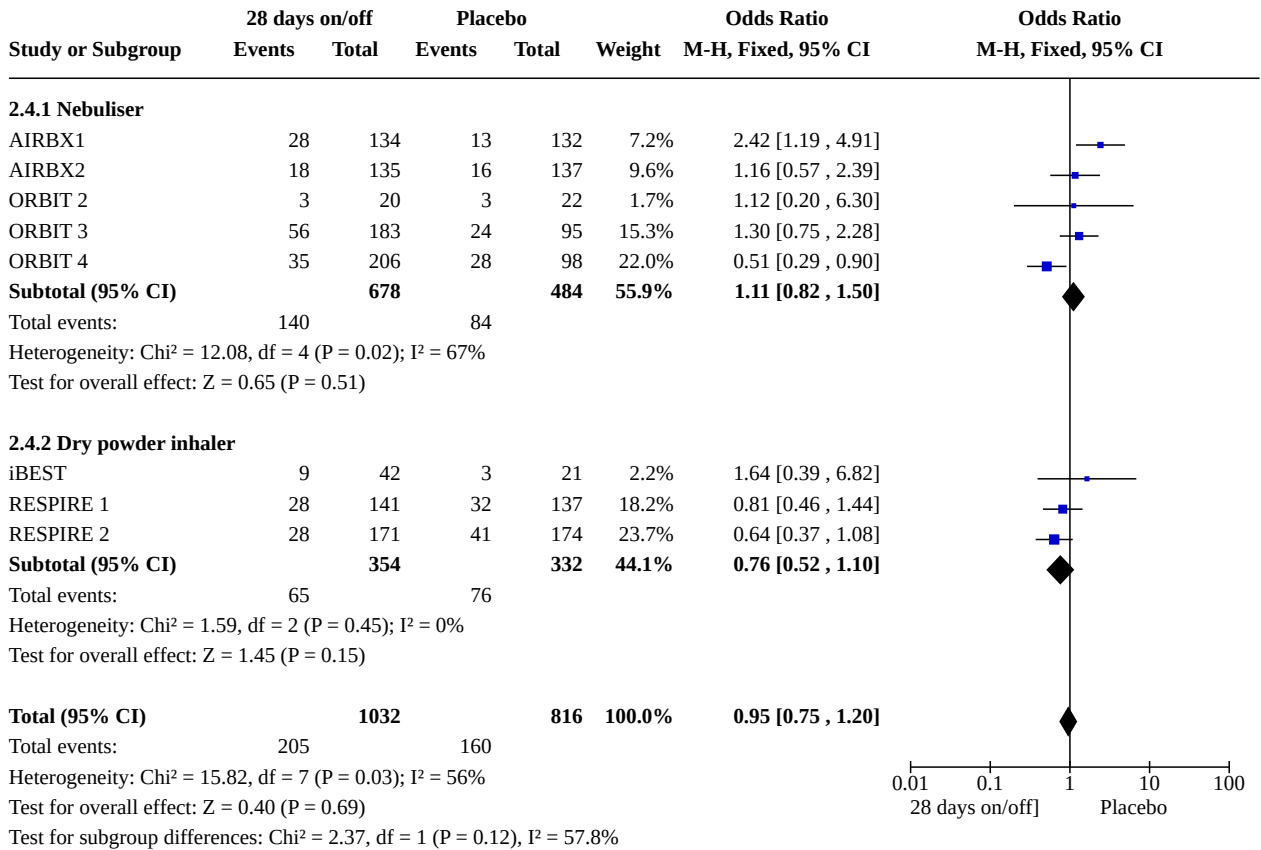 28 days on/off Placebo Odds Ratio Odds Ratio
Study or Subgroup Events Total Events Total Weight M-H, Fixed, 95% CI M-H, Fixed, 95% CI
2.4.1 Nebuliser
AIRBX1 28 134 13 132 7.2% 2.42 [1.19 , 4.91]
AIRBX2 18 135 16 137 9.6% 1.16 [0.57 , 2.39]
ORBIT 2 3 20 3 22 1.7% 1.12 [0.20 , 6.30]
ORBIT 3 56 183 24 95 15.3% 1.30 [0.75 , 2.28]
ORBIT 4 35 206 28 98 22.0% 0.51 [0.29 , 0.90]
Subtotal (95% CI) 678 484 55.9% 1.11 [0.82 , 1.50]
Total events: 140 84
Heterogeneity: Chi² = 12.08, df = 4 (P = 0.02); I² = 67%
Test for overall effect: Z = 0.65 (P = 0.51)
2.4.2 Dry powder inhaler
iBEST 9 42 3 21 2.2% 1.64 [0.39 , 6.82]
RESPIRE 1 28 141 32 137 18.2% 0.81 [0.46 , 1.44]
RESPIRE 2 28 171 41 174 23.7% 0.64 [0.37 , 1.08]
Subtotal (95% CI) 354 332 44.1% 0.76 [0.52 , 1.10]
Total events: 65 76
Heterogeneity: Chi² = 1.59, df = 2 (P = 0.45); I² = 0%
Test for overall effect: Z = 1.45 (P = 0.15)
Total (95% CI) 1032 816 100.0% 0.95 [0.75 , 1.20]
Total events: 205 160
Heterogeneity: Chi² = 15.82, df = 7 (P = 0.03); I² = 56%
Test for overall effect: Z = 0.40 (P = 0.69)
Test for subgroup differences: Chi² = 2.37, df = 1 (P = 0.12), I² = 57.8%
0.01 0.1 1 10 100
28 days on/off] Placebo